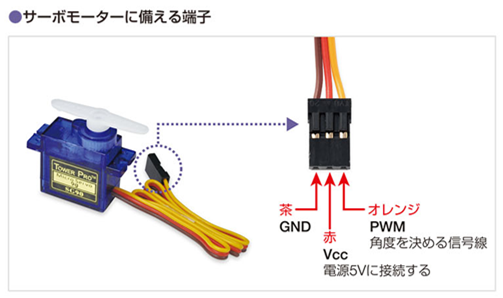 ●サーボモーターに備える端子
TOWER PRO™
SG90
茶
GND
赤
Vcc
電源5Vに接続する
オレンジ
PWM
角度を決める信号線